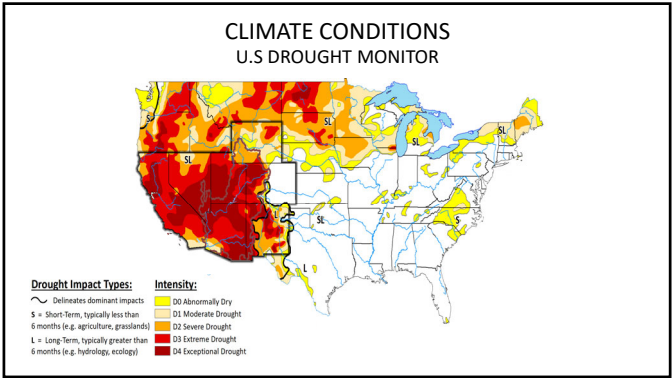 CLIMATE CONDITIONS
U.S DROUGHT MONITOR
S
SL
SL
SL
SL
SL
L
S
L
Drought Impact Types:
Delineates dominant impacts
S = Short-Term, typically less than
6 months (e.g. agriculture, grasslands)
L = Long-Term, typically greater than
6 months (e.g. hydrology, ecology)
Intensity:
D0 Abnormally Dry
D1 Moderate Drought
D2 Severe Drought
D3 Extreme Drought
D4 Exceptional Drought